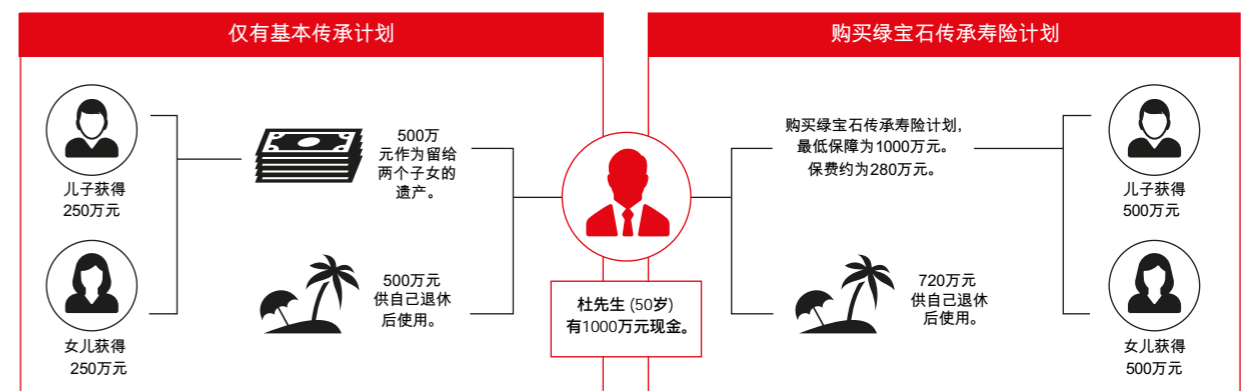 仅有基本传承计划
儿子获得
250万元
女儿获得
250万元
500万
元作为留给
两个子女的
遗产。
500万元
供自己退休
后使用。
杜先生 (50岁)
有1000万元现金。
购买绿宝石传承寿险计划
购买绿宝石传承寿险计划，
最低保障为1000万元。
保费约为280万元。
720万元
供自己退休
后使用。
儿子获得
500万元
女儿获得
500万元